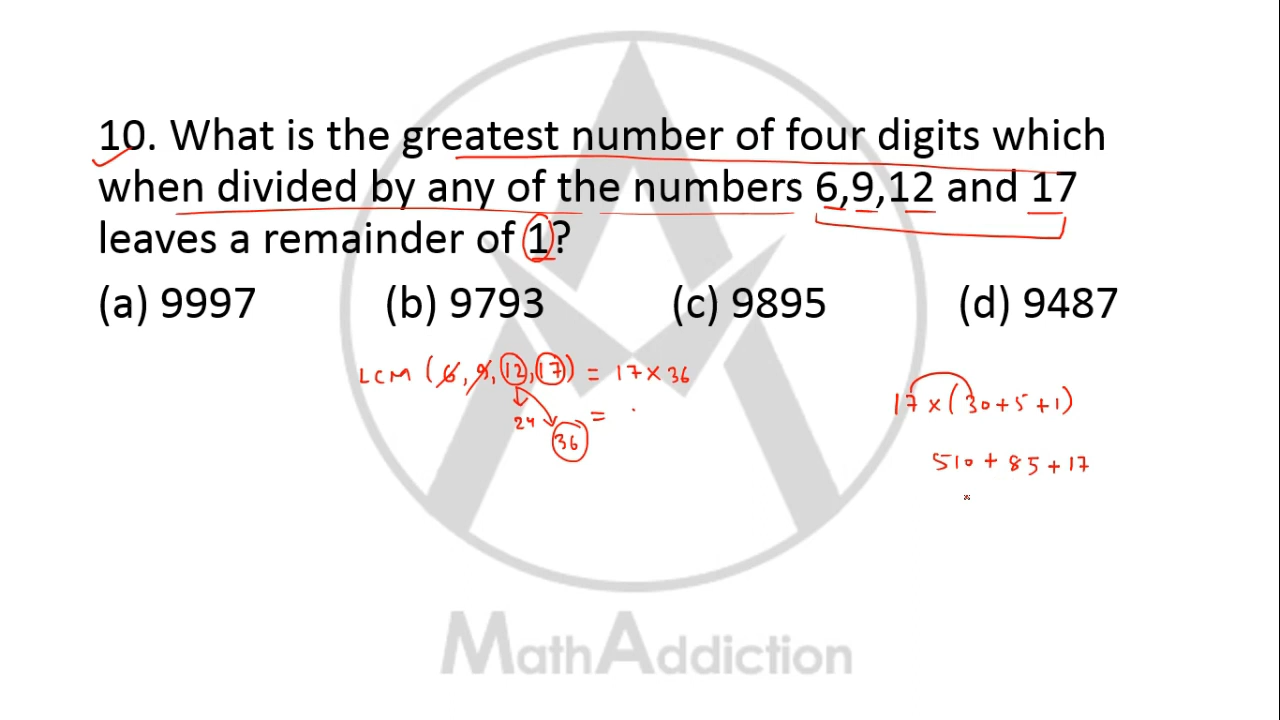 10. What is the greatest number of four digits which
when divided by any of the numbers 6,9,12 and 17
leaves a remainder of 1?
(a) 9997 (b) 9793 (c) 9895 (d) 9487
LCM (6, 9, 12, 17) = 17 × 36
17 × (30 + 5 + 1)
24 36 =
510 + 85 + 17
MathAddiction